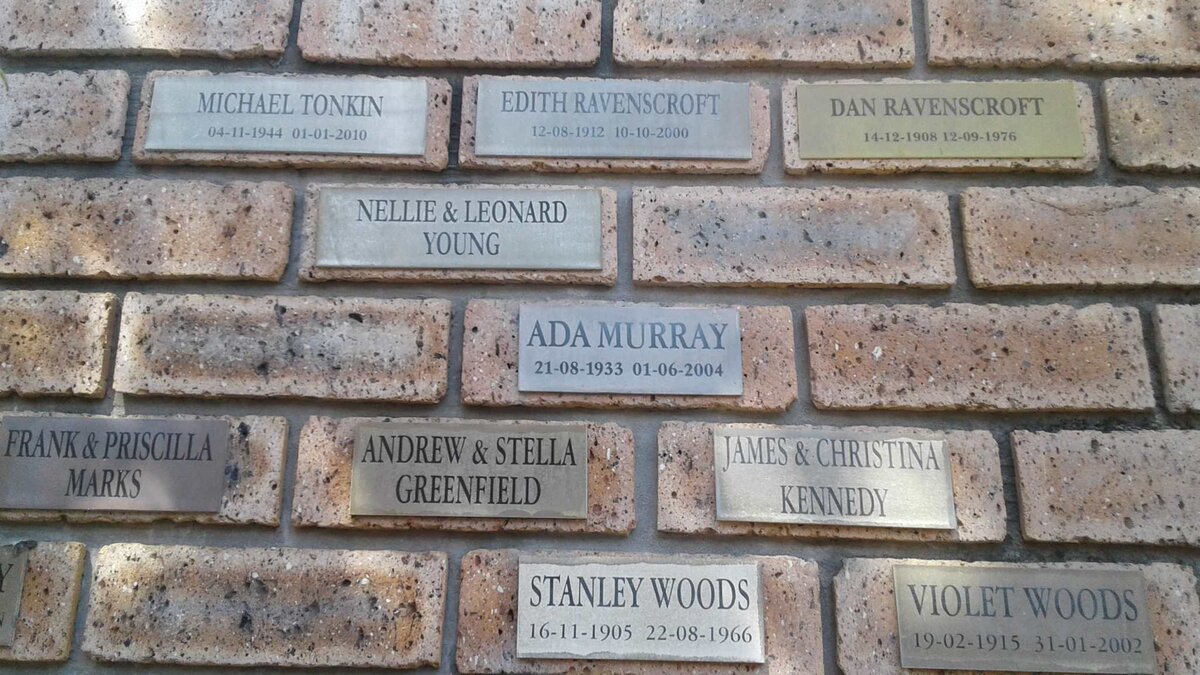 MICHAEL TONKIN
04-11-1944 01-01-2010
EDITH RAVENSCROFT
12-08-1912 10-10-2000
DAN RAVENSCROFT
14-12-1908 12-09-1976
NELLIE & LEONARD
YOUNG
ADA MURRAY
21-08-1933 01-06-2004
FRANK & PRISCILLA
MARKS
ANDREW & STELLA
GREENFIELD
JAMES & CHRISTINA
KENNEDY
STANLEY WOODS
16-11-1905 22-08-1966
VIOLET WOODS
19-02-1915 31-01-2002